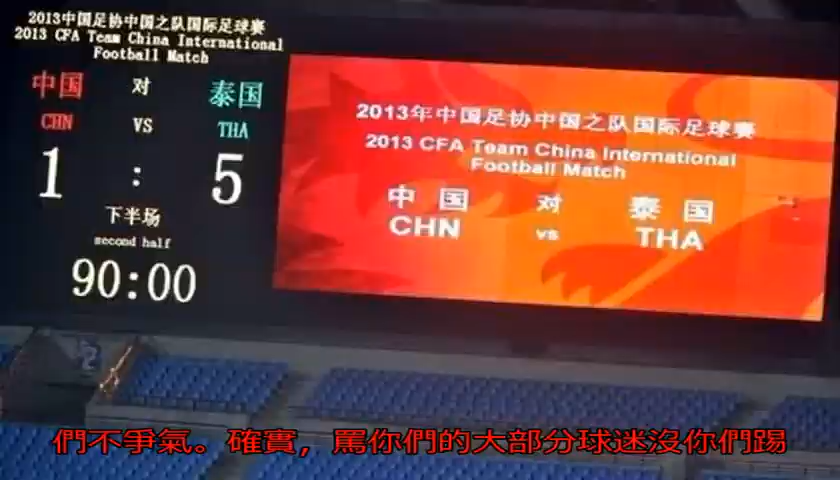 2013中国足协中国之队国际足球赛
2013 CFA Team China International
Football Match
中国 对 泰国
CHN VS THA
1 : 5
下半场
second half
90:00
2013年中国足协中国之队国际足球赛
2013 CFA Team China International
Football Match
中国 对 泰国
CHN vs THA
們不爭氣。確實，罵你們的大部分球迷沒你們踢